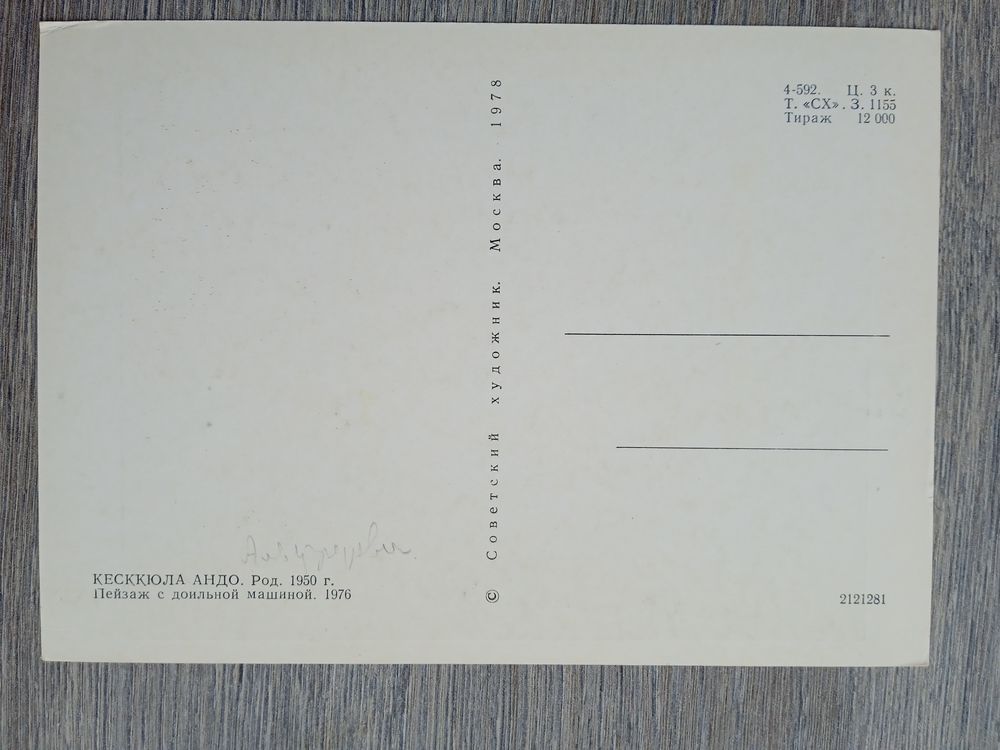 4-592. Ц. 3 к.
Т. «СХ». З. 1155
Тираж 12 000
© Советский художник. Москва. 1978
КЕСККЮЛА АНДО. Род. 1950 г.
Пейзаж с доильной машиной. 1976
2121281